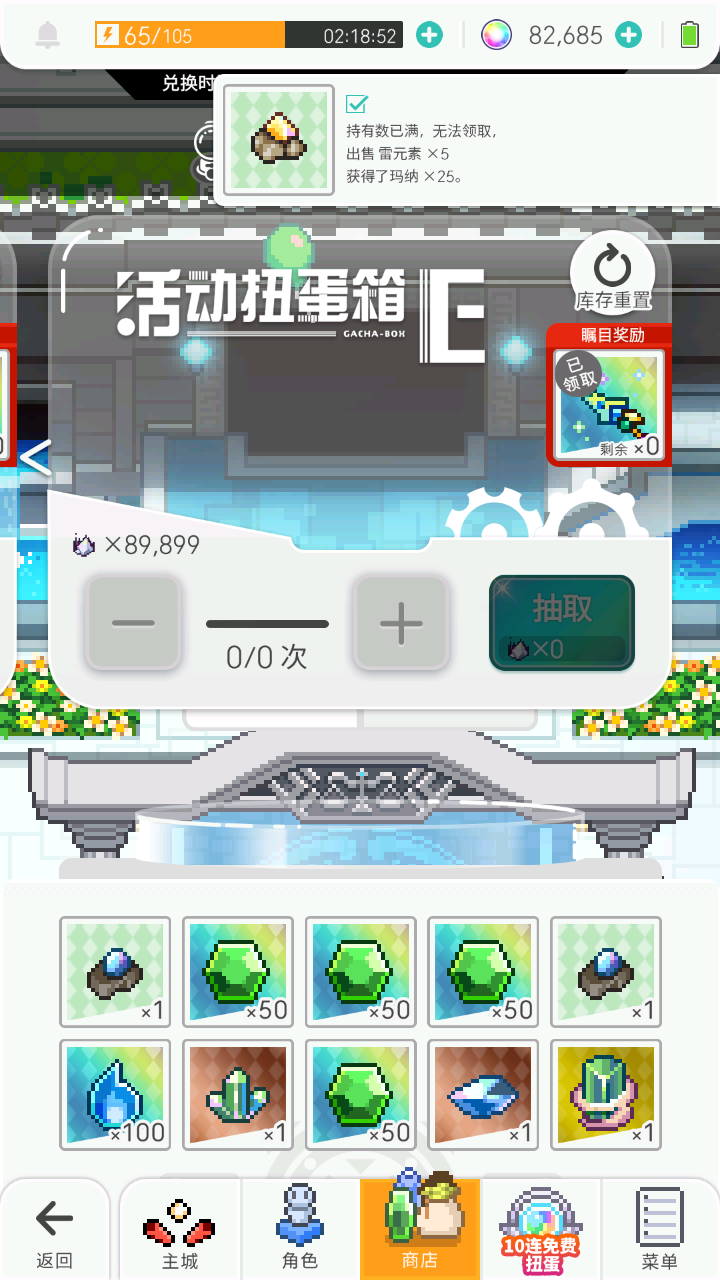 65/105
02:18:52
82,685
兑换时
持有数已满，无法领取，
出售 雷元素 ×5
获得了玛纳 ×25。
活动扭蛋箱 E
GACHA-BOX
库存重置
瞩目奖励
已
领取
剩余 ×0
×89,899
0/0 次
抽取
×0
×1
×50
×50
×50
×1
×100
×1
×50
×1
×1
返回
主城
角色
商店
10连免费
扭蛋
菜单